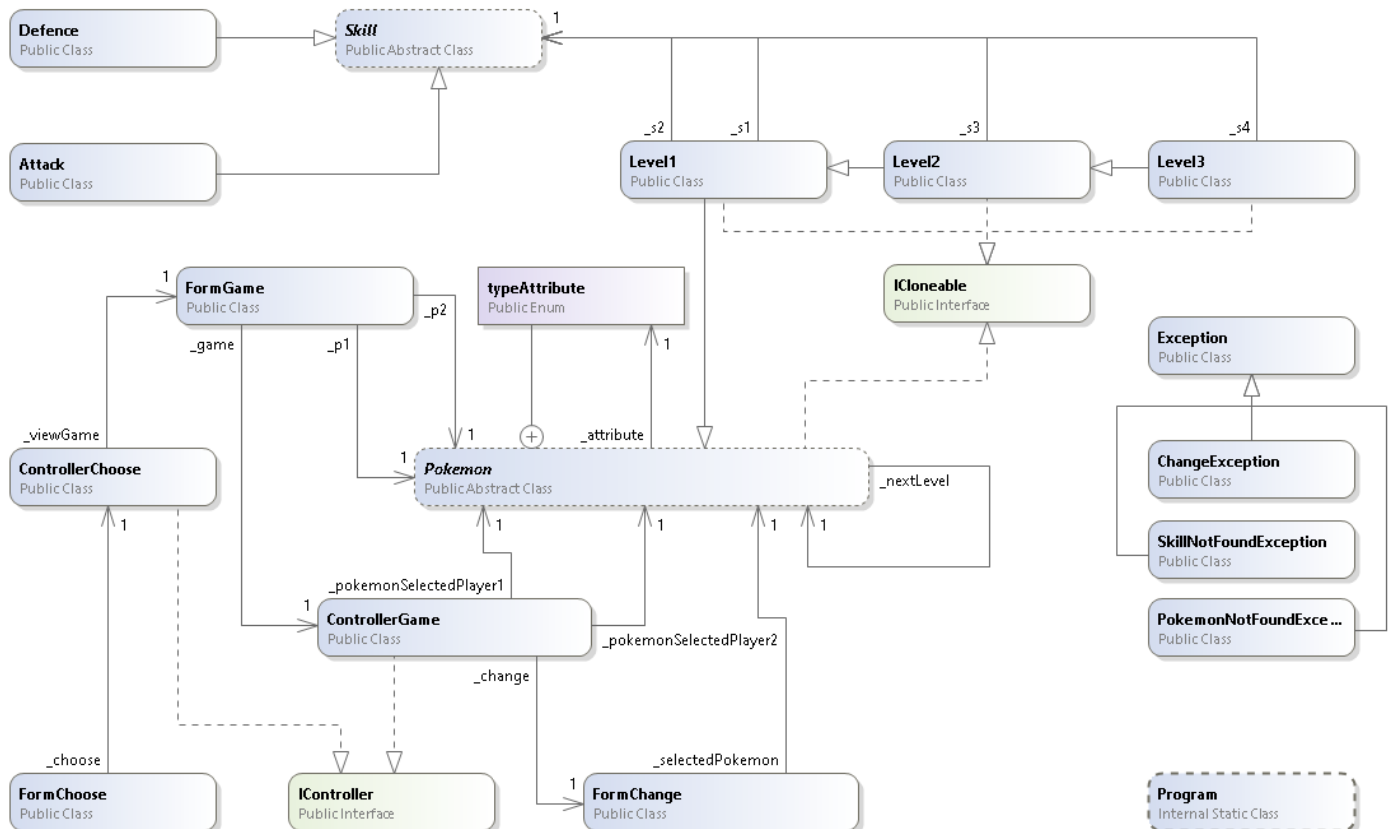 Defence
Public Class
Skill
Public Abstract Class
1
Attack
Public Class
_s2
_s1
_s3
_s4
Level1
Public Class
Level2
Public Class
Level3
Public Class
1
FormGame
Public Class
_p2
typeAttribute
Public Enum
1
ICloneable
Public Interface
_game
_p1
Exception
Public Class
_viewGame
1
1
_attribute
ControllerChoose
Public Class
Pokemon
Public Abstract Class
_nextLevel
ChangeException
Public Class
1
1
1
1
1
SkillNotFoundException
Public Class
_pokemonSelectedPlayer1
1
ControllerGame
Public Class
_pokemonSelectedPlayer2
PokemonNotFoundExce...
Public Class
_change
_choose
_selectedPokemon
1
FormChoose
Public Class
IController
Public Interface
FormChange
Public Class
Program
Internal Static Class